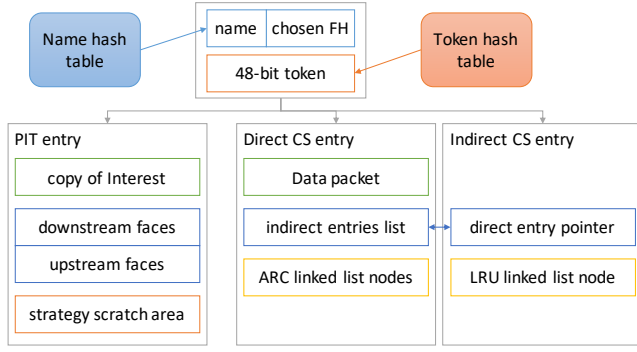 Name hash
table
name chosen FH
48-bit token
Token hash
table
PIT entry
copy of Interest
downstream faces
upstream faces
strategy scratch area
Direct CS entry
Data packet
indirect entries list
ARC linked list nodes
Indirect CS entry
direct entry pointer
LRU linked list node